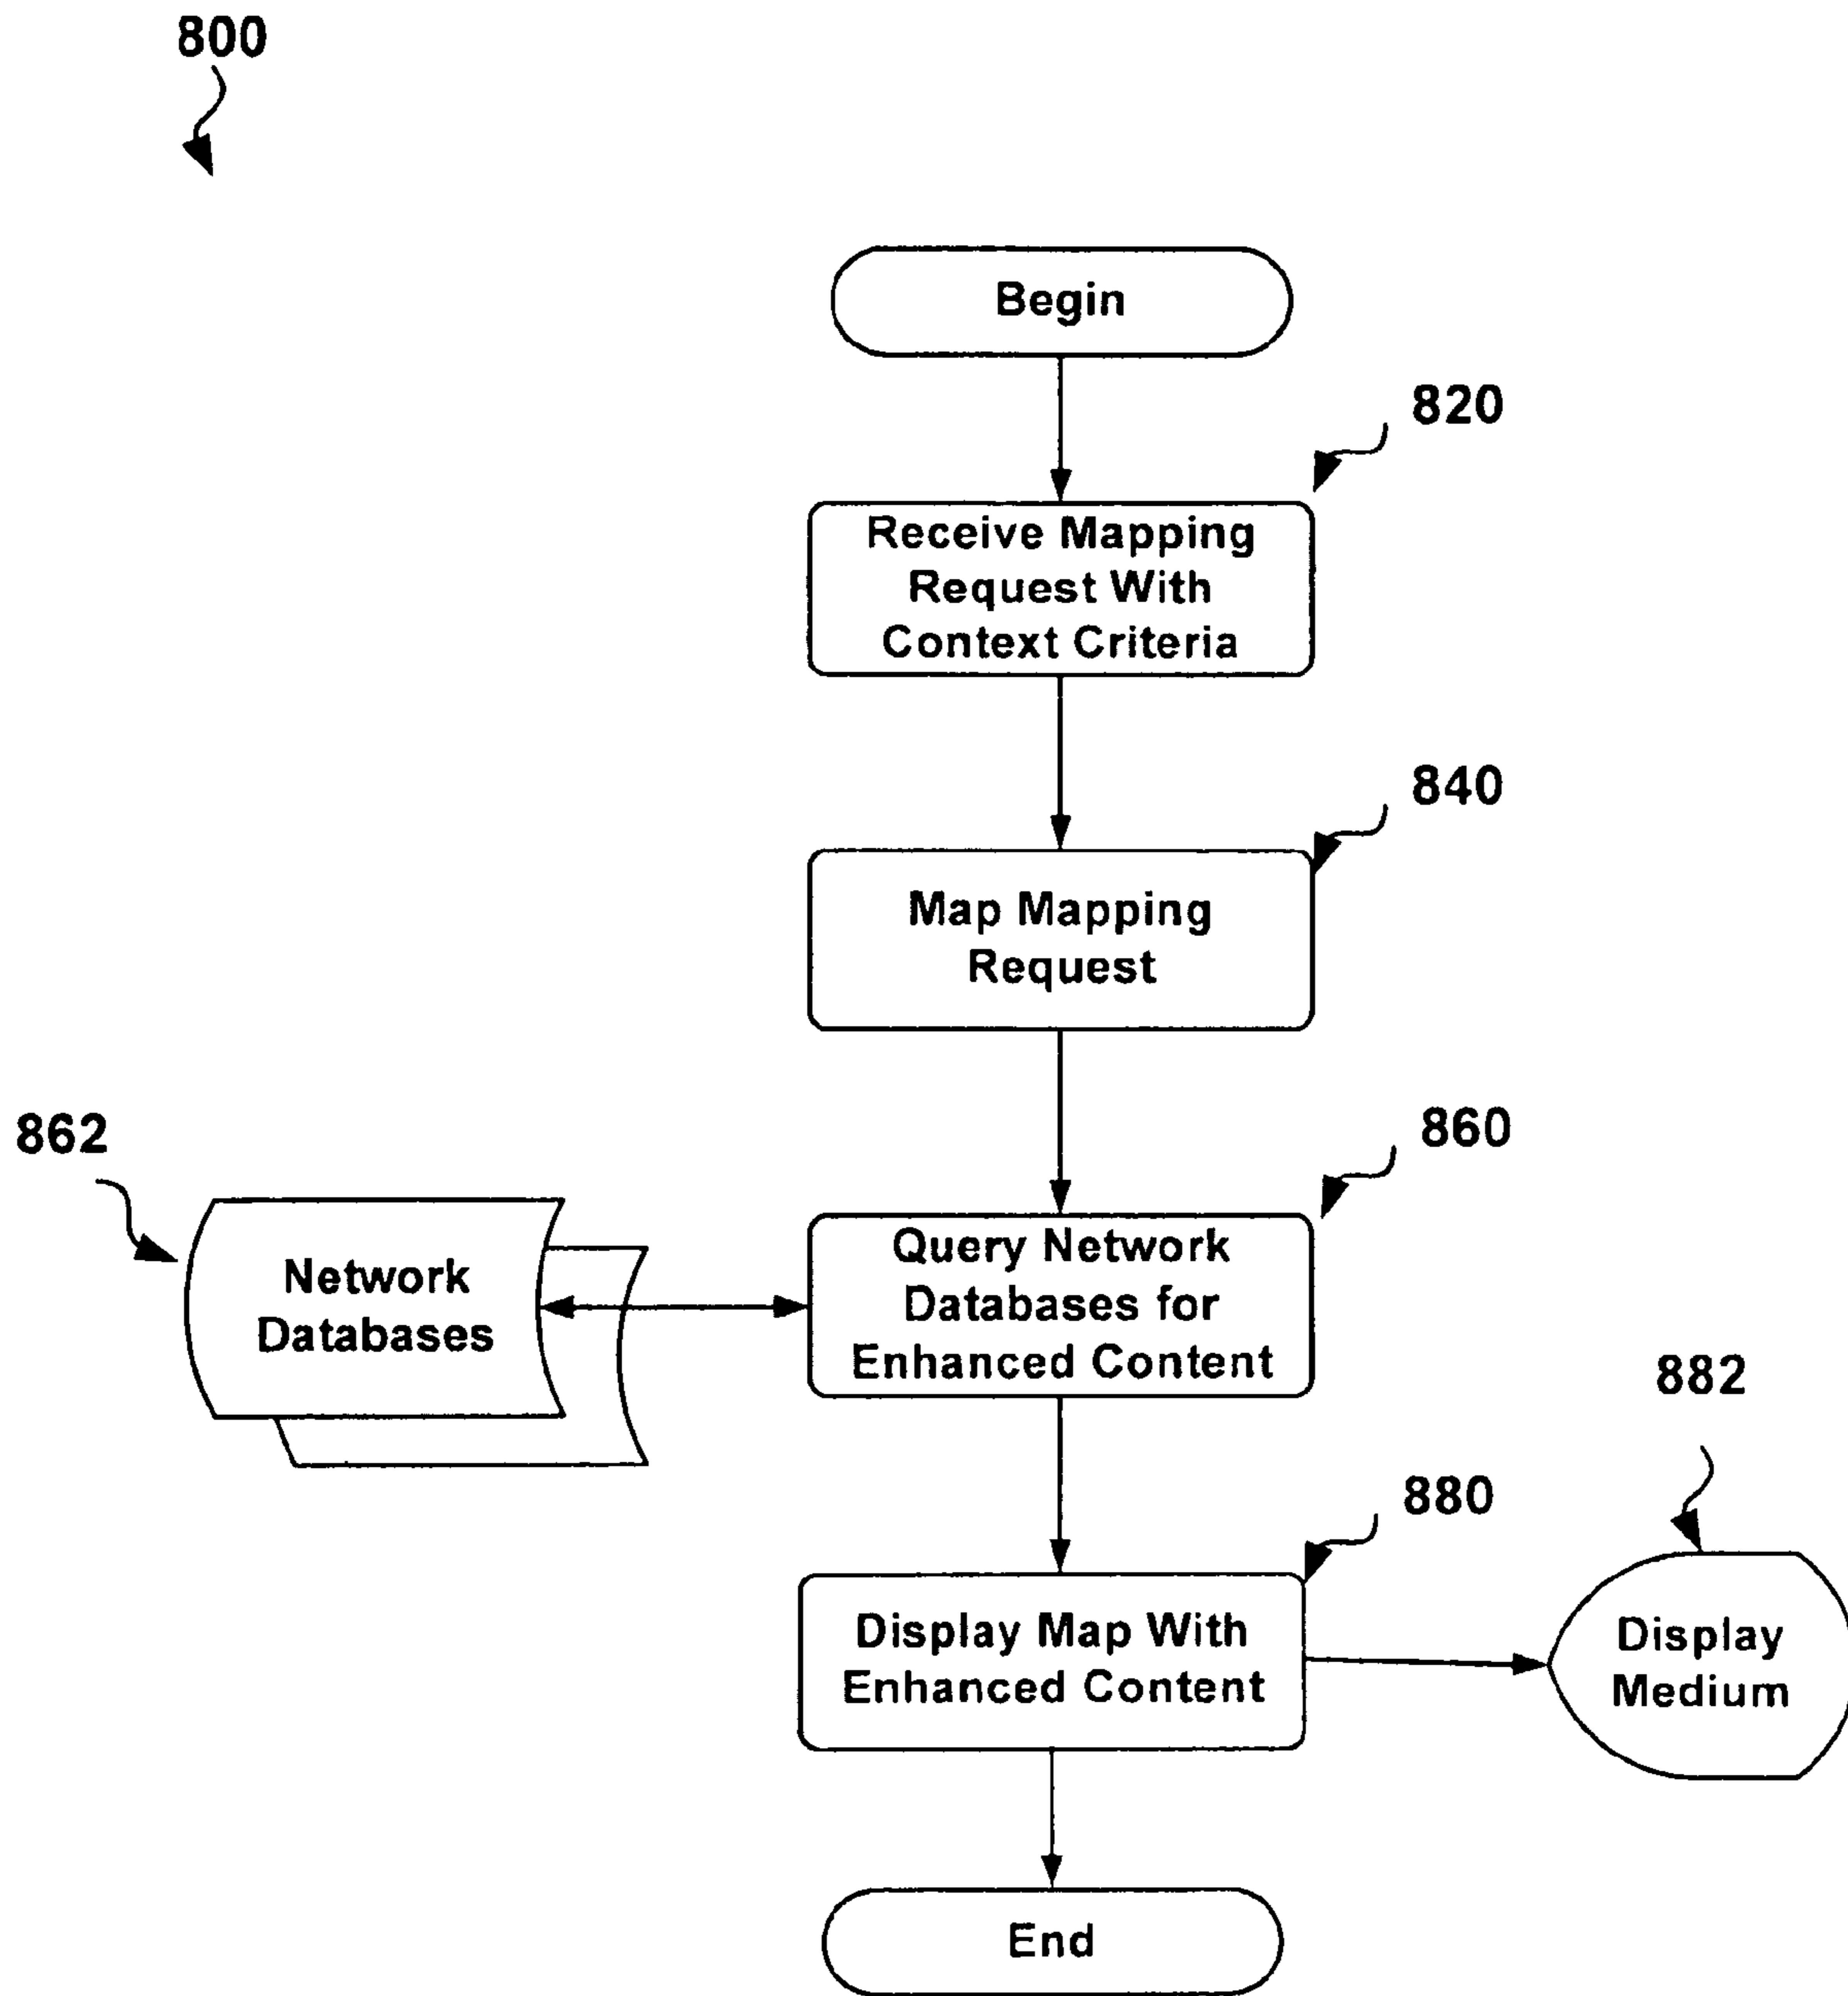 800
Begin
820
Receive Mapping
Request With
Context Criteria
840
Map Mapping
Request
862
860
Network
Databases
Query Network
Databases for
Enhanced Content
882
880
Display Map With
Enhanced Content
Display
Medium
End